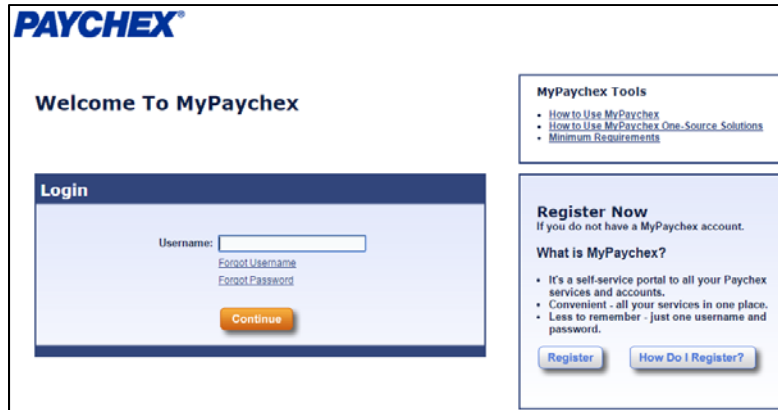 PAYCHEX®
Welcome To MyPaychex
Login
Username:
Forgot Username
Forgot Password
Continue
MyPaychex Tools
• How to Use MyPaychex
• How to Use MyPaychex One-Source Solutions
• Minimum Requirements
Register Now
If you do not have a MyPaychex account.
What is MyPaychex?
• It's a self-service portal to all your Paychex
services and accounts.
• Convenient - all your services in one place.
• Less to remember - just one username and
password.
Register
How Do I Register?